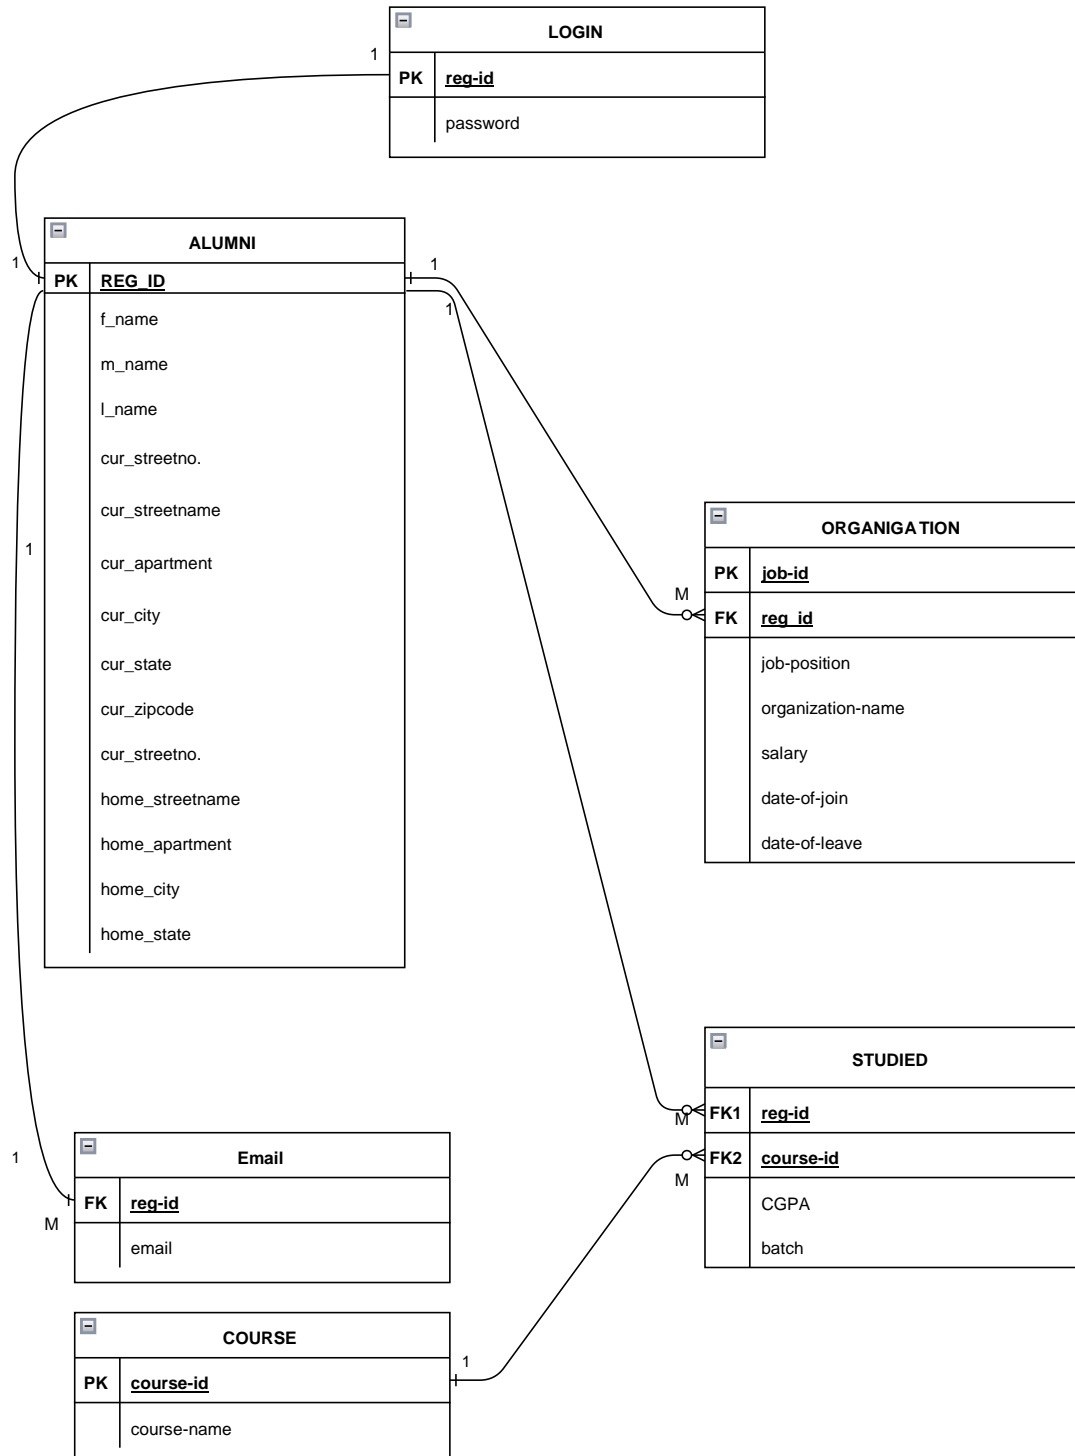 LOGIN
1
PK reg-id
password
ALUMNI
1
PK REG_ID
1
1
f_name
m_name
l_name
cur_streetno.
cur_streetname
1
cur_apartment
cur_city
cur_state
cur_zipcode
cur_streetno.
home_streetname
home_apartment
home_city
home_state
ORGANIGATION
PK job-id
M
FK reg_id
job-position
organization-name
salary
date-of-join
date-of-leave
STUDIED
M
FK1 reg-id
FK2 course-id
M
CGPA
batch
Email
1
FK reg-id
M
email
COURSE
1
PK course-id
course-name